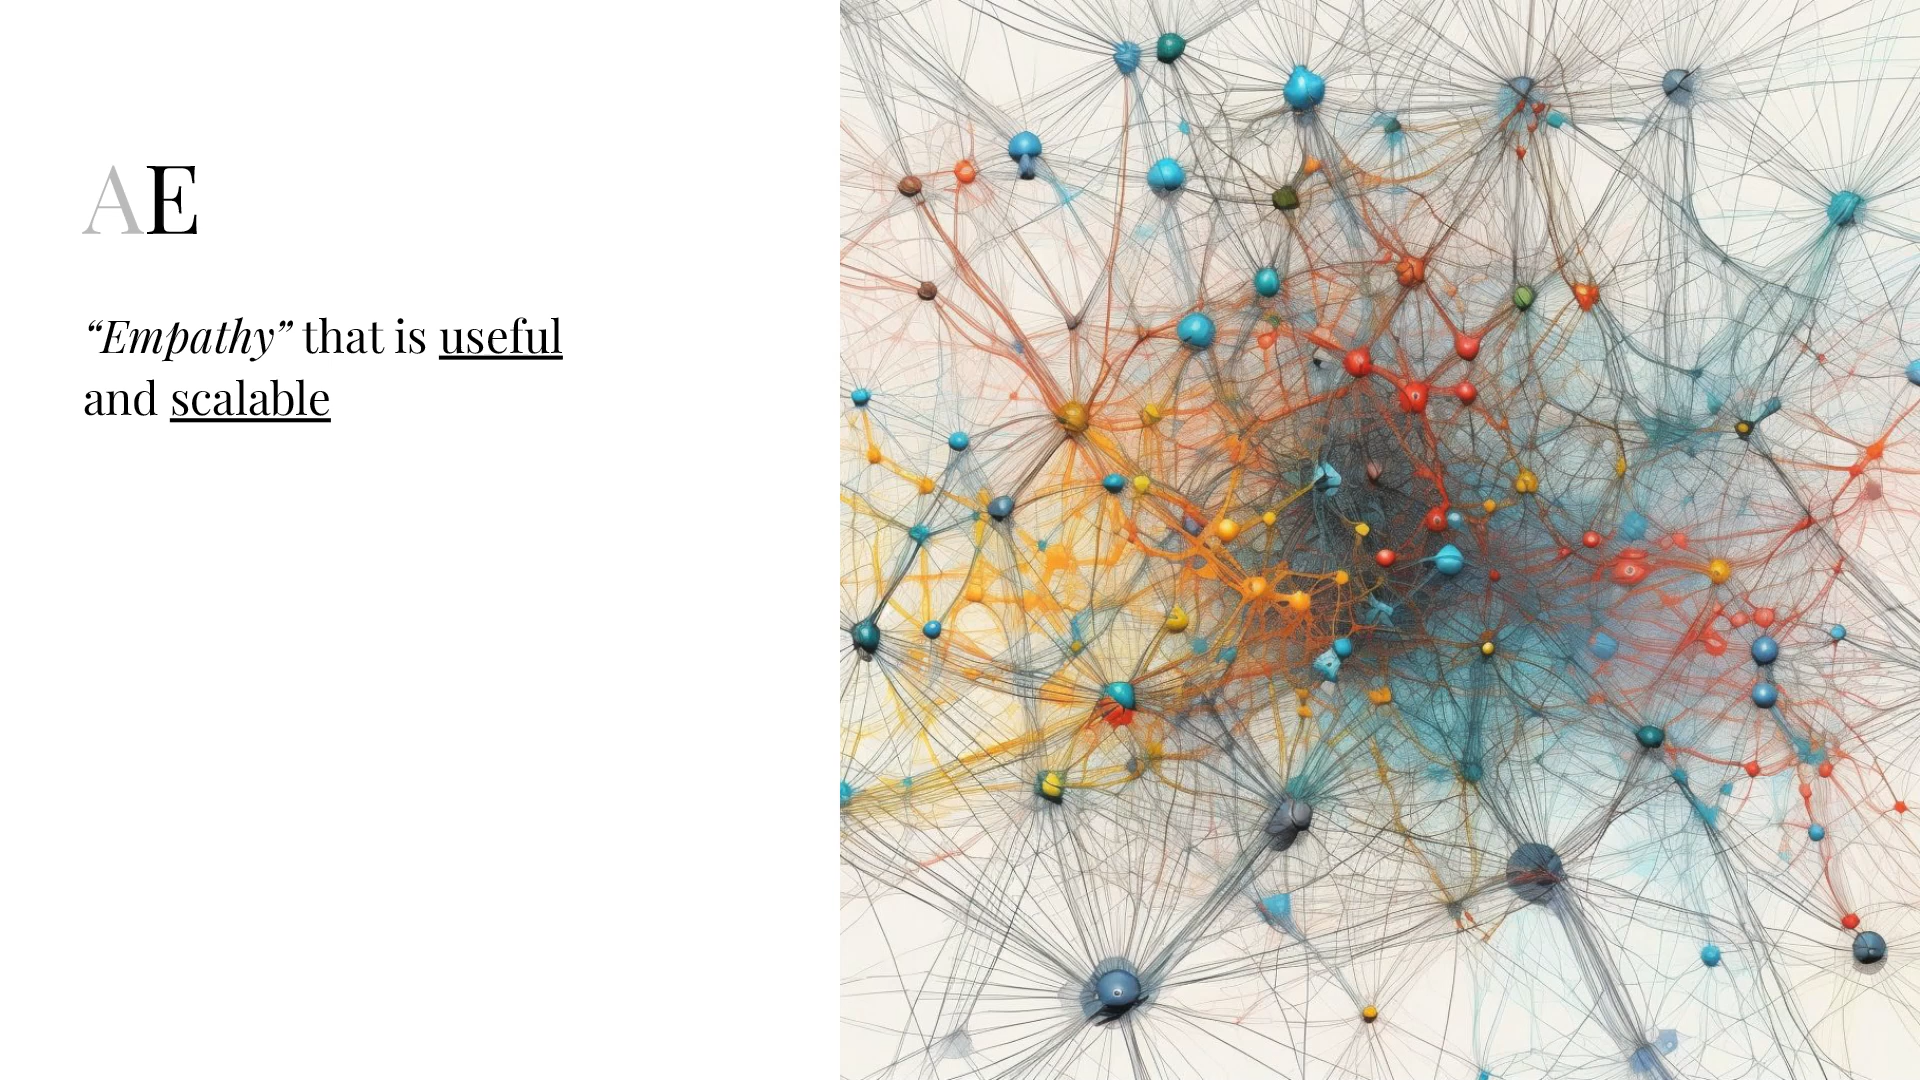 AE
“Empathy” that is useful
and scalable